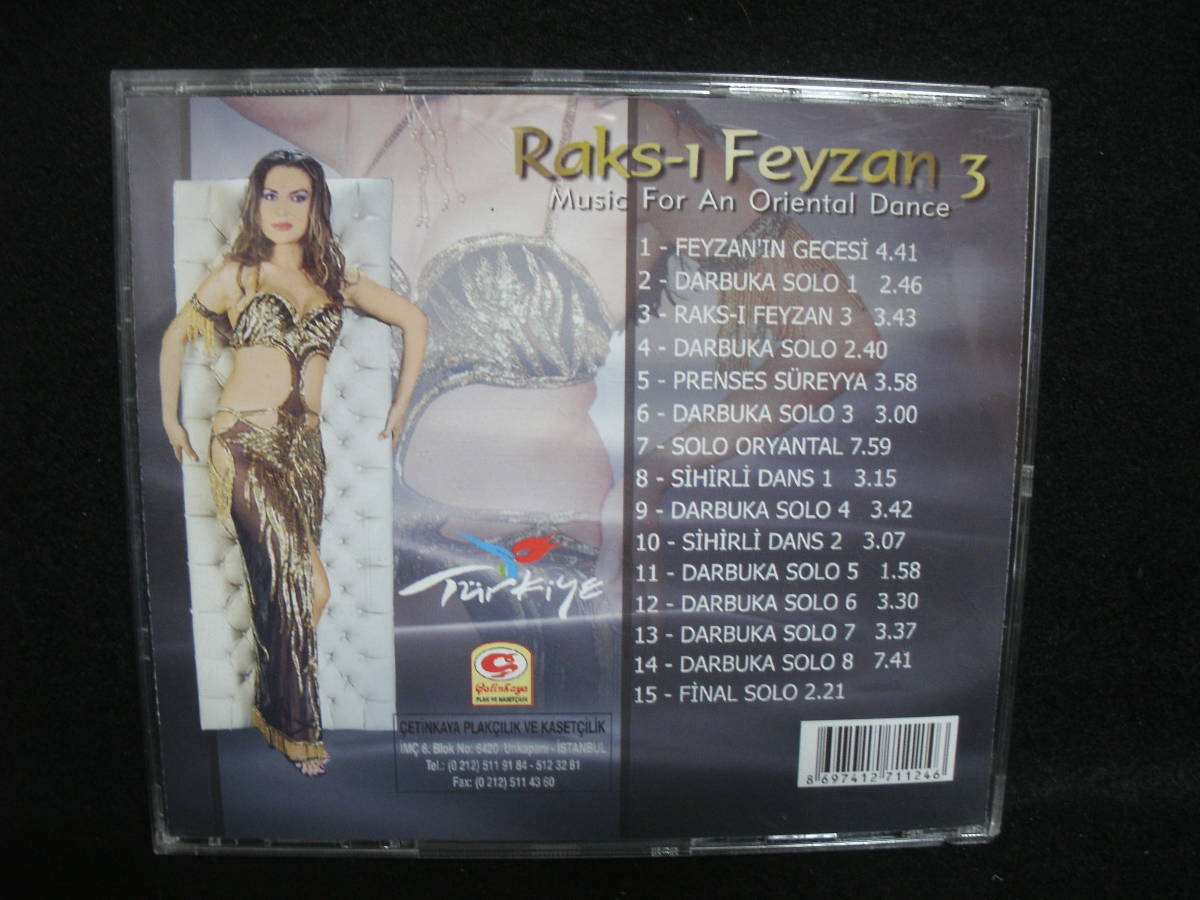 Raks-ı Feyzan 3
Music For An Oriental Dance
1 - FEYZAN'IN GECESİ 4.41
2 - DARBUKA SOLO 1 2.46
3 - RAKS-I FEYZAN 3 3.43
4 - DARBUKA SOLO 2.40
5 - PRENSES SÜREYYA 3.58
6 - DARBUKA SOLO 3 3.00
7 - SOLO ORYANTAL 7.59
8 - SİHİRLİ DANS 1 3.15
9 - DARBUKA SOLO 4 3.42
10 - SİHİRLİ DANS 2 3.07
11 - DARBUKA SOLO 5 1.58
12 - DARBUKA SOLO 6 3.30
13 - DARBUKA SOLO 7 3.37
14 - DARBUKA SOLO 8 7.41
15 - FİNAL SOLO 2.21
Türkiye
Çetinkaya
PLAK VE KASETÇİLİK
ÇETİNKAYA PLAKÇILIK VE KASETÇİLİK
İMÇ 6. Blok No: 6420 Unkapanı - İSTANBUL
Tel.: (0 212) 511 91 84 - 512 32 81
Fax: (0 212) 511 43 60
8 697412 711246